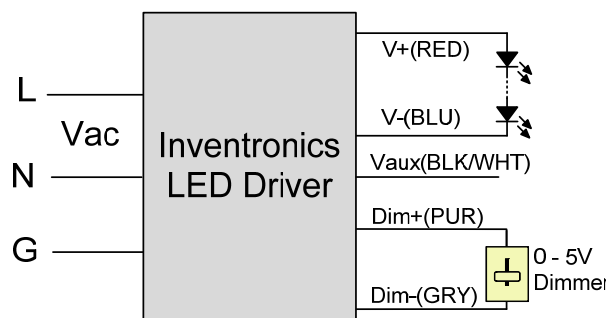 L
Vac
N
G
Inventronics
LED Driver
V+(RED)
V-(BLU)
Vaux(BLK/WHT)
Dim+(PUR)
Dim-(GRY)
0 - 5V
Dimmer